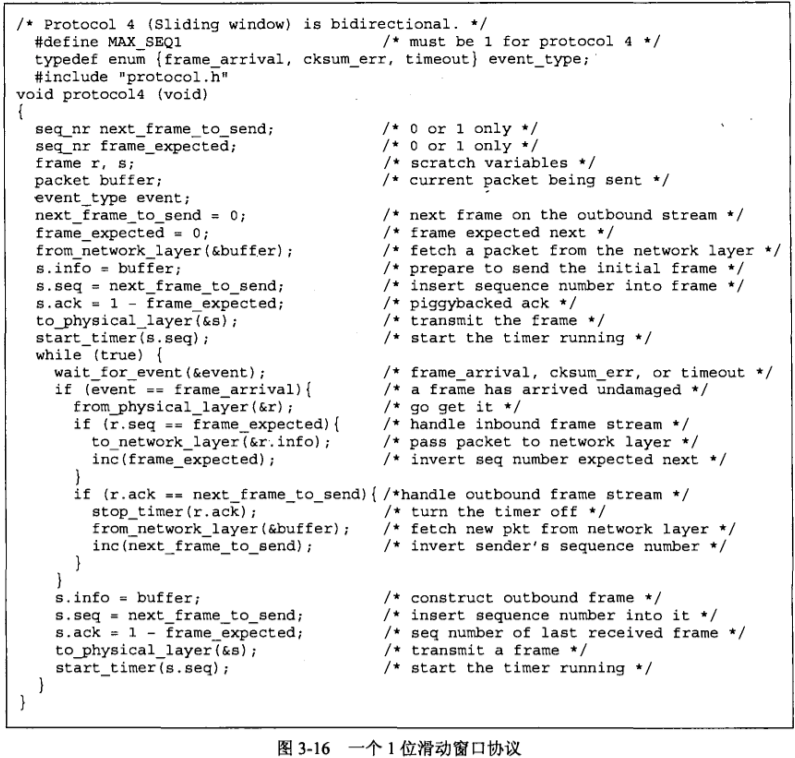 /* Protocol 4 (Sliding window) is bidirectional. */
#define MAX_SEQ1 /* must be 1 for protocol 4 */
typedef enum {frame_arrival, cksum_err, timeout} event_type;
#include "protocol.h"
void protocol4 (void)
{
seq_nr next_frame_to_send; /* 0 or 1 only */
seq_nr frame_expected; /* 0 or 1 only */
frame r, s; /* scratch variables */
packet buffer; /* current packet being sent */
event_type event;
next_frame_to_send = 0; /* next frame on the outbound stream */
frame_expected = 0; /* frame expected next */
from_network_layer(&buffer); /* fetch a packet from the network layer */
s.info = buffer; /* prepare to send the initial frame */
s.seq = next_frame_to_send; /* insert sequence number into frame */
s.ack = 1 - frame_expected; /* piggybacked ack */
to_physical_layer(&s); /* transmit the frame */
start_timer(s.seq); /* start the timer running */
while (true) {
wait_for_event(&event); /* frame_arrival, cksum_err, or timeout */
if (event == frame_arrival){ /* a frame has arrived undamaged */
from_physical_layer(&r); /* go get it */
if (r.seq == frame_expected){ /* handle inbound frame stream */
to_network_layer(&r.info); /* pass packet to network layer */
inc(frame_expected); /* invert seq number expected next */
}
if (r.ack == next_frame_to_send){ /*handle outbound frame stream */
stop_timer(r.ack); /* turn the timer off */
from_network_layer(&buffer); /* fetch new pkt from network layer */
inc(next_frame_to_send); /* invert sender's sequence number */
}
}
s.info = buffer; /* construct outbound frame */
s.seq = next_frame_to_send; /* insert sequence number into it */
s.ack = 1 - frame_expected; /* seq number of last received frame */
to_physical_layer(&s); /* transmit a frame */
start_timer(s.seq); /* start the timer running */
}
}
图 3-16 一个 1 位滑动窗口协议